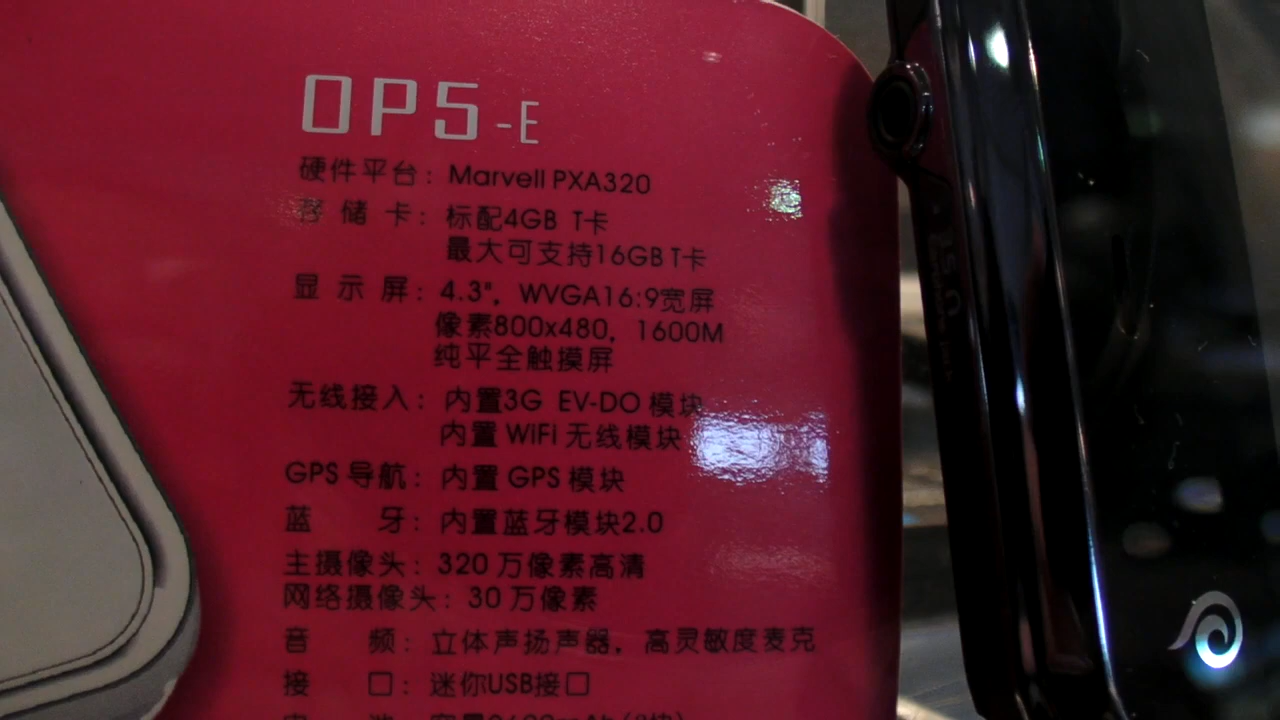 OP5-E
硬件平台：Marvell PXA320
存 储 卡：标配4GB T卡
最大可支持16GB T卡
显 示 屏：4.3"，WVGA16:9宽屏
像素800x480，1600M
纯平全触摸屏
无线接入：内置3G EV-DO 模块
内置 WiFi 无线模块
GPS 导航：内置 GPS 模块
蓝 牙：内置蓝牙模块2.0
主摄像头：320 万像素高清
网络摄像头：30 万像素
音 频：立体声扬声器，高灵敏度麦克
接 口：迷你USB接口